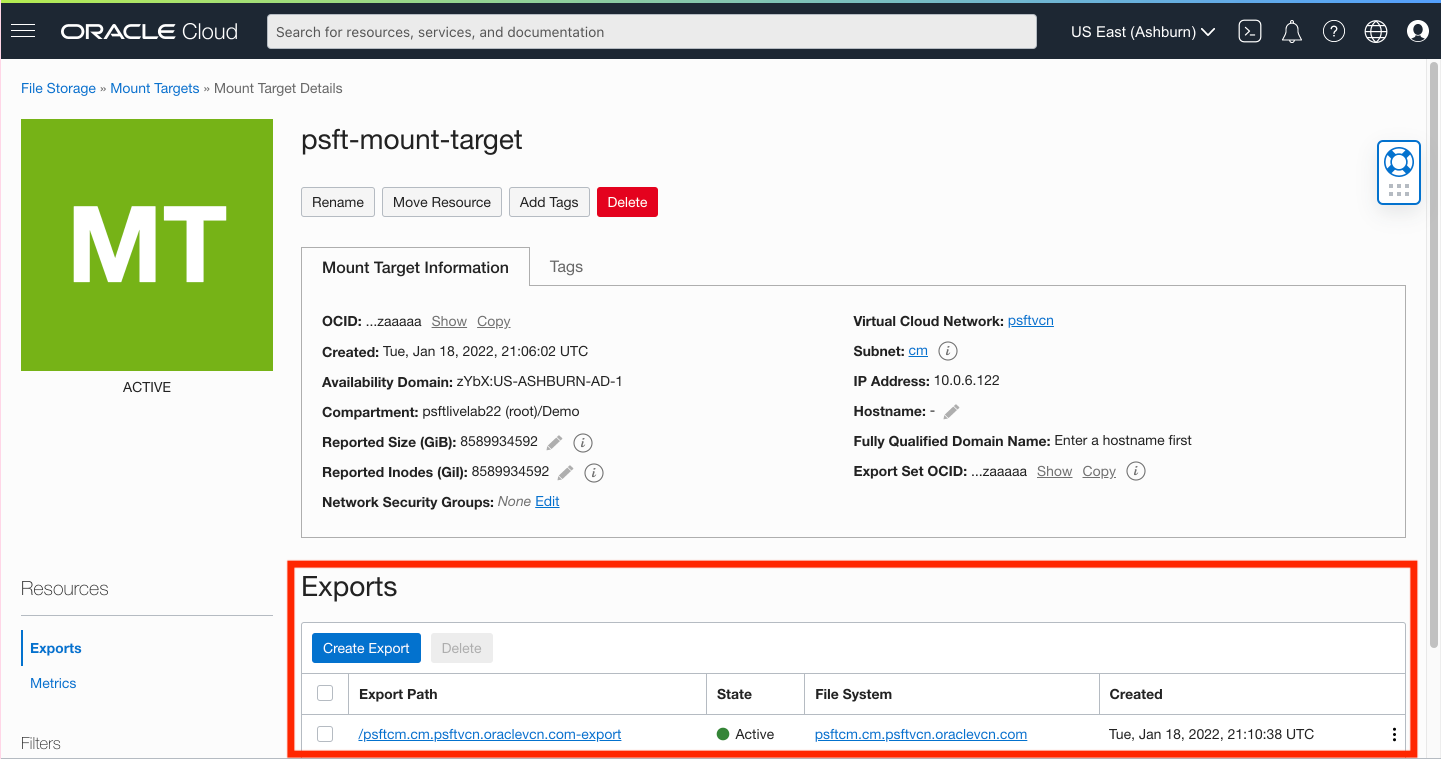 ORACLE Cloud
Search for resources, services, and documentation
US East (Ashburn)
File Storage » Mount Targets » Mount Target Details
MT
ACTIVE
psft-mount-target
Rename Move Resource Add Tags Delete
Mount Target Information Tags
OCID: ...zaaaaa Show Copy
Created: Tue, Jan 18, 2022, 21:06:02 UTC
Availability Domain: zYbX:US-ASHBURN-AD-1
Compartment: psftlivelab22 (root)/Demo
Reported Size (GiB): 8589934592
Reported Inodes (GiI): 8589934592
Network Security Groups: None Edit
Virtual Cloud Network: psftvcn
Subnet: cm
IP Address: 10.0.6.122
Hostname: -
Fully Qualified Domain Name: Enter a hostname first
Export Set OCID: ...zaaaaa Show Copy
Resources
Exports
Metrics
Filters
Exports
Create Export Delete
Export Path State File System Created
/psftcm.cm.psftvcn.oraclevcn.com-export Active psftcm.cm.psftvcn.oraclevcn.com Tue, Jan 18, 2022, 21:10:38 UTC